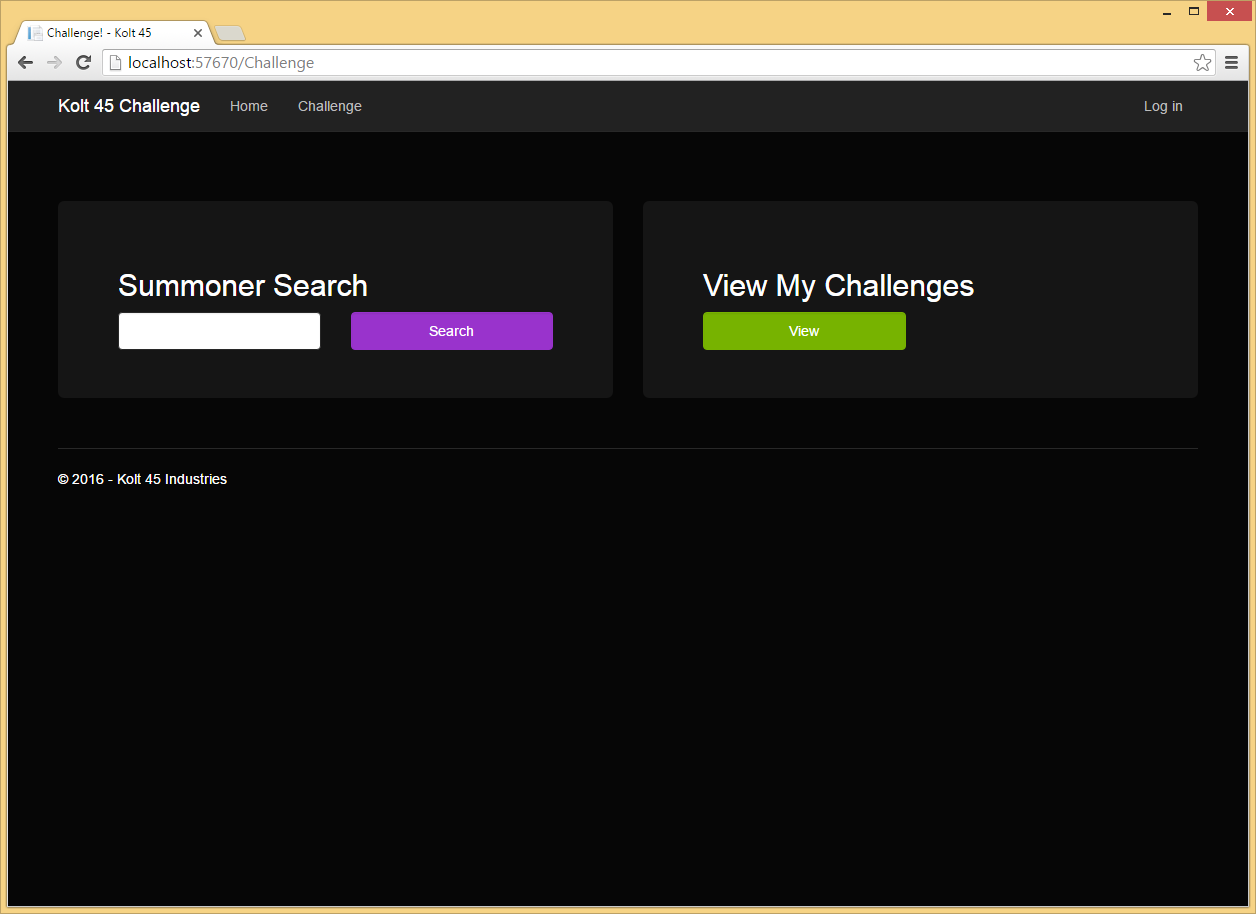 Challenge! - Kolt 45
localhost:57670/Challenge
Kolt 45 Challenge Home Challenge Log in
Summoner Search
Search
View My Challenges
View
© 2016 - Kolt 45 Industries